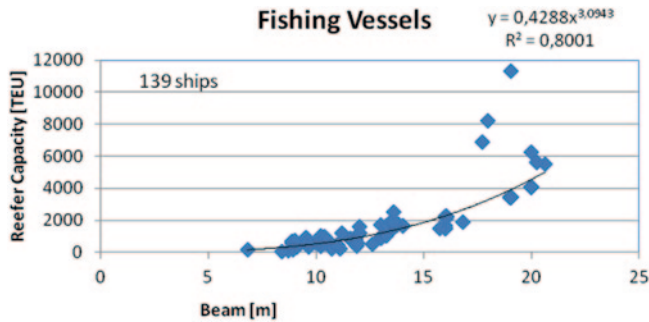 Fishing Vessels
y = 0,4288x^3,0943
R² = 0,8001
139 ships
Reefer Capacity [TEU]
12000
10000
8000
6000
4000
2000
0
0 5 10 15 20 25
Beam [m]